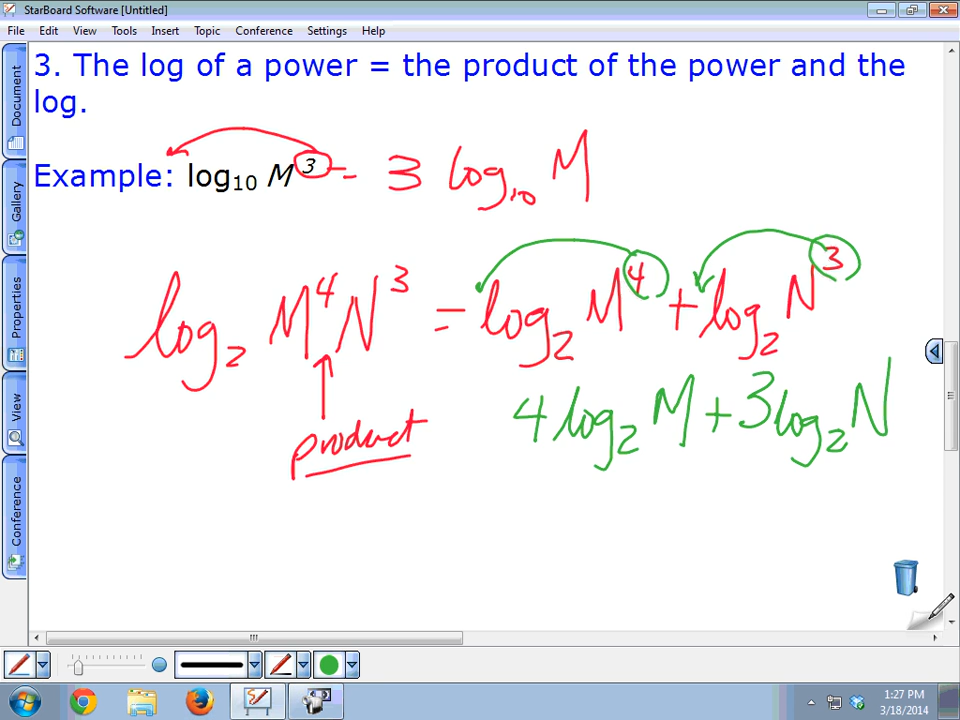 StarBoard Software [Untitled]
File Edit View Tools Insert Topic Conference Settings Help
Document
Gallery
Properties
View
Conference
3. The log of a power = the product of the power and the
log.
Example: log₁₀ M³ = 3 log₁₀ M
log₂ M⁴N³ = log₂ M⁴ + log₂ N³
4 log₂ M + 3 log₂ N
product
1:27 PM
3/18/2014